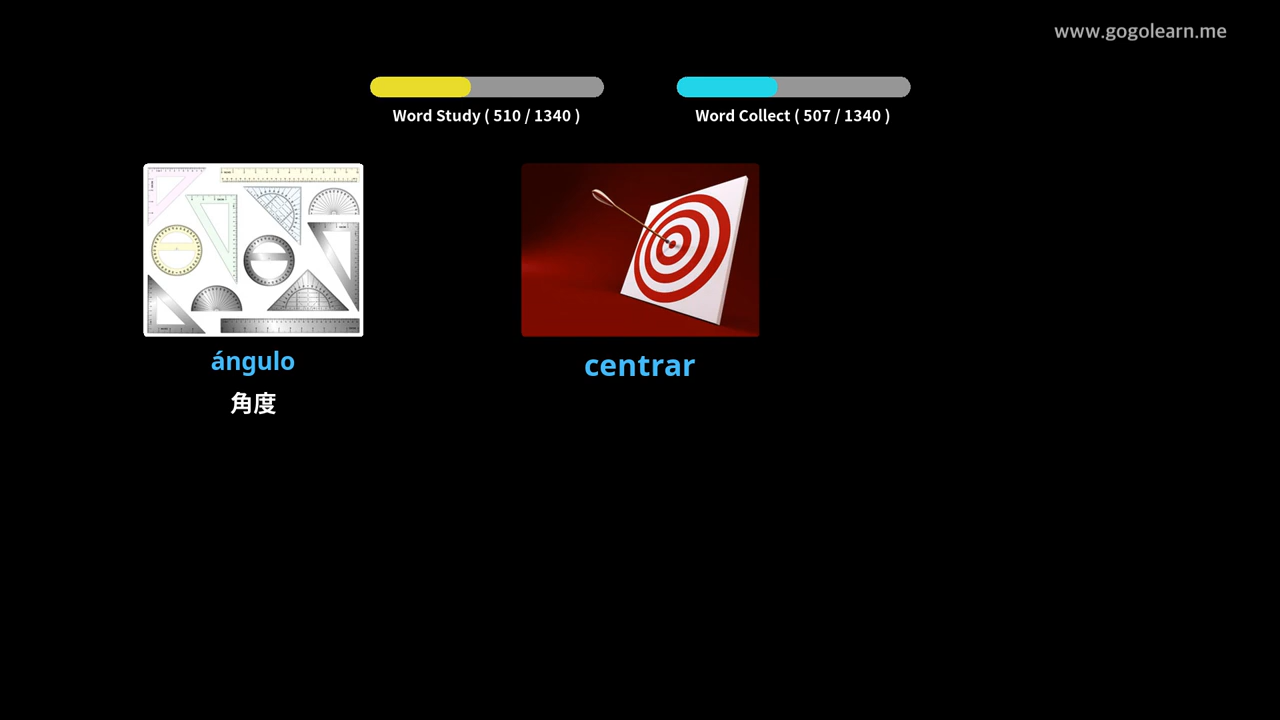 www.gogolearn.me
Word Study ( 510 / 1340 )
Word Collect ( 507 / 1340 )
ángulo
角度
centrar